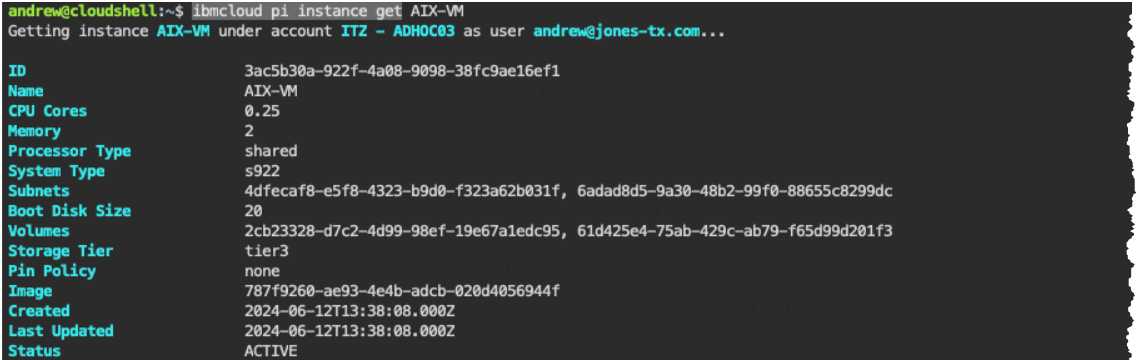 andrew@cloudshell:~$ ibmcloud pi instance get AIX-VM
Getting instance AIX-VM under account ITZ - ADHOC03 as user andrew@jones-tx.com...
ID 3ac5b30a-922f-4a08-9098-38fc9ae16ef1
Name AIX-VM
CPU Cores 0.25
Memory 2
Processor Type shared
System Type s922
Subnets 4dfecaf8-e5f8-4323-b9d0-f323a62b031f, 6adad8d5-9a30-48b2-99f0-88655c8299dc
Boot Disk Size 20
Volumes 2cb23328-d7c2-4d99-98ef-19e67a1edc95, 61d425e4-75ab-429c-ab79-f65d99d201f3
Storage Tier tier3
Pin Policy none
Image 787f9260-ae93-4e4b-adcb-020d4056944f
Created 2024-06-12T13:38:08.000Z
Last Updated 2024-06-12T13:38:08.000Z
Status ACTIVE